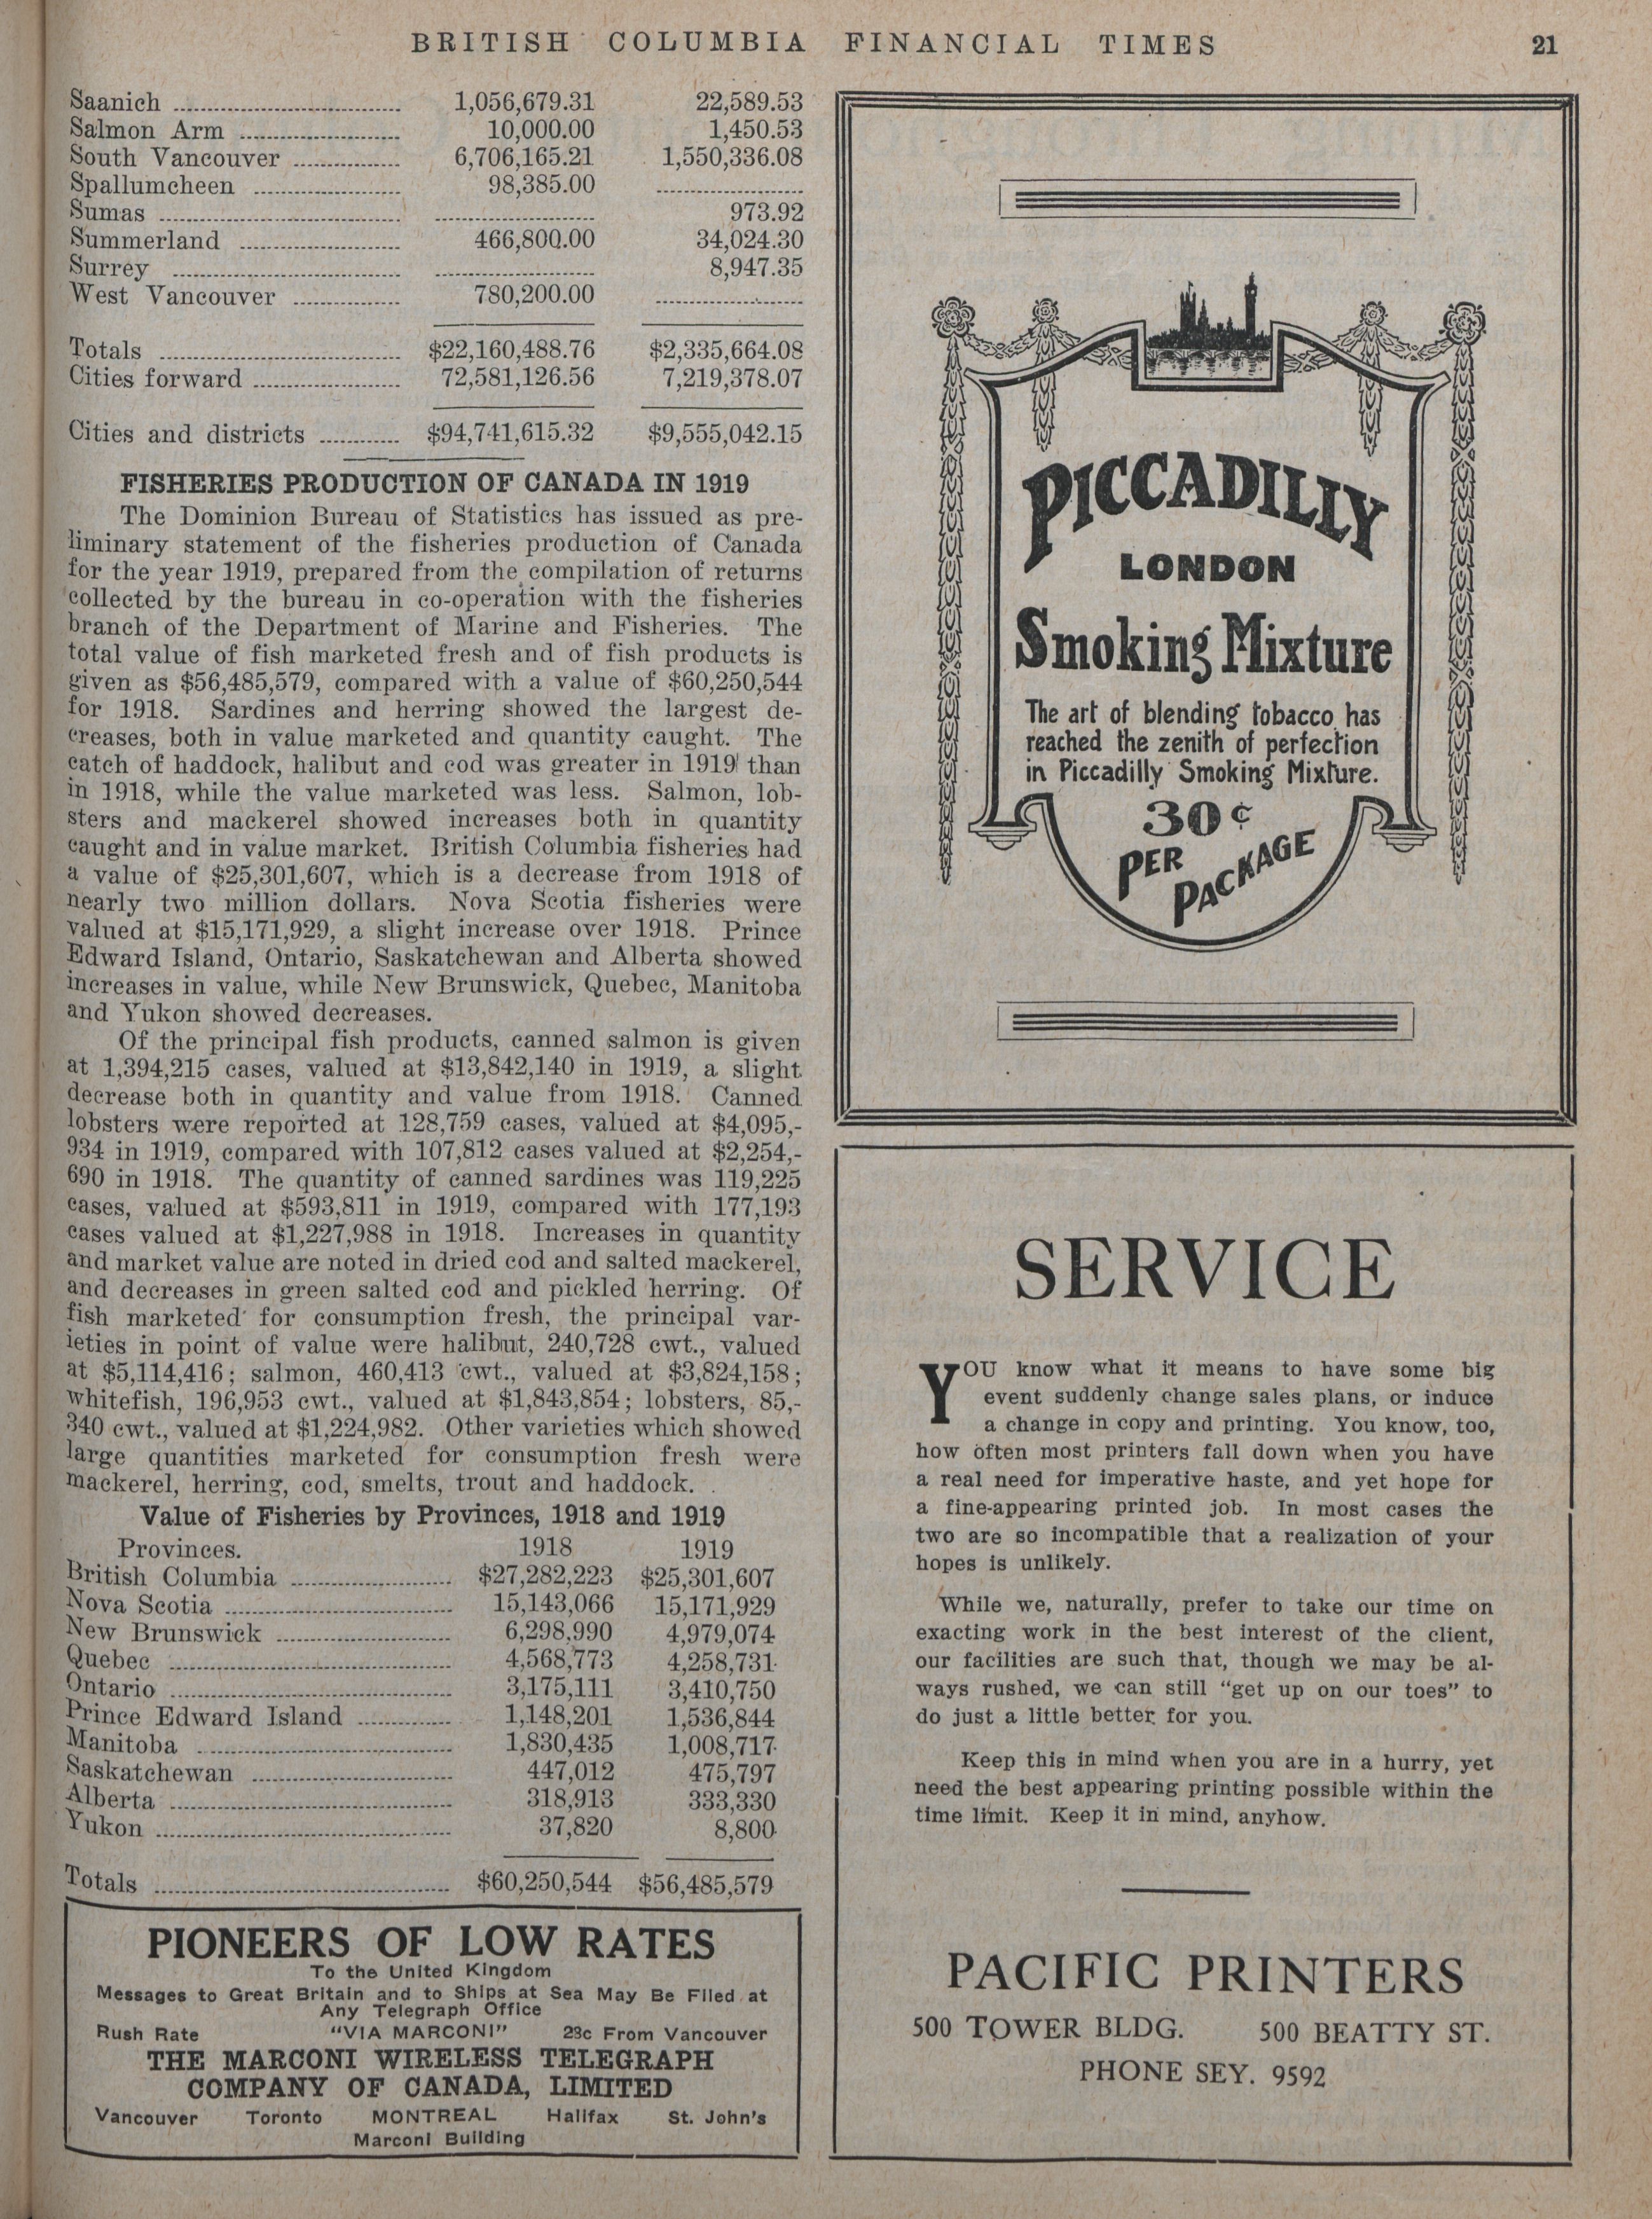 BRITISH COLUMBIA FINANCIAL TIMES 21
Saanich 1,056,679.31 22,589.53
Salmon Arm 10,000.00 1,450.53
South Vancouver 6,706,165.21 1,550,336.08
Spallumcheen 98,385.00
Sumas 973.92
Summerland 466,800.00 34,024.30
Surrey 8,947.35
West Vancouver 780,200.00
Totals $22,160,488.76 $2,335,664.08
Cities forward 72,581,126.56 7,219,378.07
Cities and districts $94,741,615.32 $9,555,042.15
FISHERIES PRODUCTION OF CANADA IN 1919
The Dominion Bureau of Statistics has issued as pre-
liminary statement of the fisheries production of Canada
for the year 1919, prepared from the compilation of returns
collected by the bureau in co-operation with the fisheries
branch of the Department of Marine and Fisheries. The
total value of fish marketed fresh and of fish products is
given as $56,485,579, compared with a value of $60,250,544
for 1918. Sardines and herring showed the largest de-
creases, both in value marketed and quantity caught. The
catch of haddock, halibut and cod was greater in 1919 than
in 1918, while the value marketed was less. Salmon, lob-
sters and mackerel showed increases both in quantity
caught and in value market. British Columbia fisheries had
a value of $25,301,607, which is a decrease from 1918 of
nearly two million dollars. Nova Scotia fisheries were
valued at $15,171,929, a slight increase over 1918. Prince
Edward Island, Ontario, Saskatchewan and Alberta showed
increases in value, while New Brunswick, Quebec, Manitoba
and Yukon showed decreases.
Of the principal fish products, canned salmon is given
at 1,394,215 cases, valued at $13,842,140 in 1919, a slight
decrease both in quantity and value from 1918. Canned
lobsters were reported at 128,759 cases, valued at $4,095,-
934 in 1919, compared with 107,812 cases valued at $2,254,-
690 in 1918. The quantity of canned sardines was 119,225
cases, valued at $593,811 in 1919, compared with 177,193
cases valued at $1,227,988 in 1918. Increases in quantity
and market value are noted in dried cod and salted mackerel,
and decreases in green salted cod and pickled herring. Of
fish marketed for consumption fresh, the principal var-
ieties in point of value were halibut, 240,728 cwt., valued
at $5,114,416; salmon, 460,413 cwt., valued at $3,824,158;
whitefish, 196,953 cwt., valued at $1,843,854; lobsters, 85,-
340 cwt., valued at $1,224,982. Other varieties which showed
large quantities marketed for consumption fresh were
mackerel, herring, cod, smelts, trout and haddock.
Value of Fisheries by Provinces, 1918 and 1919
Provinces. 1918 1919
British Columbia $27,282,223 $25,301,607
Nova Scotia 15,143,066 15,171,929
New Brunswick 6,298,990 4,979,074
Quebec 4,568,773 4,258,731
Ontario 3,175,111 3,410,750
Prince Edward Island 1,148,201 1,536,844
Manitoba 1,830,435 1,008,717
Saskatchewan 447,012 475,797
Alberta 318,913 333,330
Yukon 37,820 8,800
Totals $60,250,544 $56,485,579
PIONEERS OF LOW RATES
To the United Kingdom
Messages to Great Britain and to Ships at Sea May Be Filed at
Any Telegraph Office
Rush Rate "VIA MARCONI" 23c From Vancouver
THE MARCONI WIRELESS TELEGRAPH
COMPANY OF CANADA, LIMITED
Vancouver Toronto MONTREAL Halifax St. John's
Marconi Building
PICCADILLY
LONDON
Smoking Mixture
The art of blending tobacco has
reached the zenith of perfection
in Piccadilly Smoking Mixture.
30¢
PER
PACKAGE
SERVICE
YOU know what it means to have some big
event suddenly change sales plans, or induce
a change in copy and printing. You know, too,
how often most printers fall down when you have
a real need for imperative haste, and yet hope for
a fine-appearing printed job. In most cases the
two are so incompatible that a realization of your
hopes is unlikely.
While we, naturally, prefer to take our time on
exacting work in the best interest of the client,
our facilities are such that, though we may be al-
ways rushed, we can still "get up on our toes" to
do just a little better for you.
Keep this in mind when you are in a hurry, yet
need the best appearing printing possible within the
time limit. Keep it in mind, anyhow.
PACIFIC PRINTERS
500 TOWER BLDG. 500 BEATTY ST.
PHONE SEY. 9592